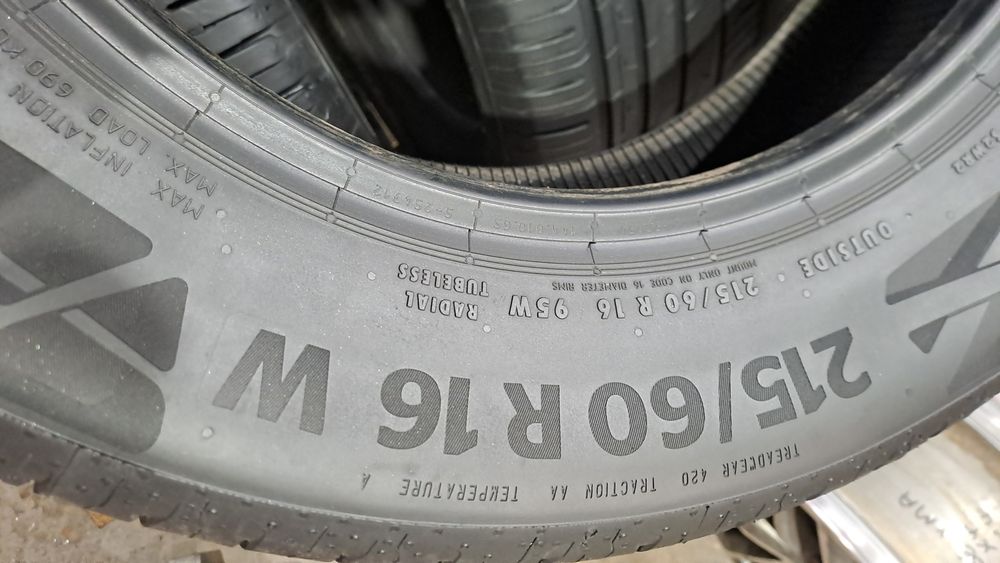 215/60 R 16 W
TREADWEAR 420 TRACTION AA TEMPERATURE A
OUTSIDE
215/60 R 16 95W
MOUNT ONLY ON CODE 16 DIAMETER RIMS
RADIAL
TUBELESS
MAX. LOAD 690
MAX INFLATION